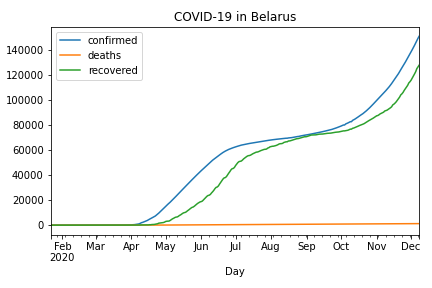 COVID-19 in Belarus
confirmed
deaths
recovered
140000
120000
100000
80000
60000
40000
20000
0
Feb Mar Apr May Jun Jul Aug Sep Oct Nov Dec
2020
Day